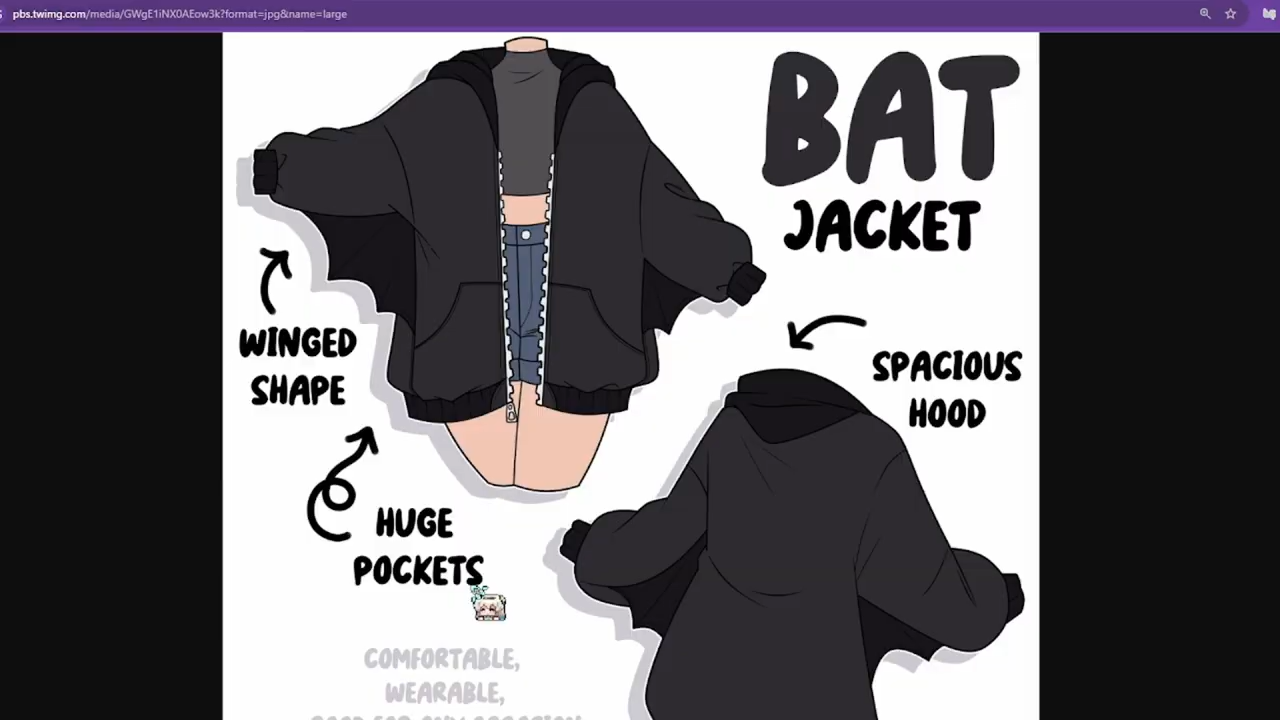 pbs.twimg.com/media/GWgE1iNX0AEow3k?format=jpg&name=large
BAT
JACKET
WINGED
SHAPE
SPACIOUS
HOOD
HUGE
POCKETS
COMFORTABLE,
WEARABLE,